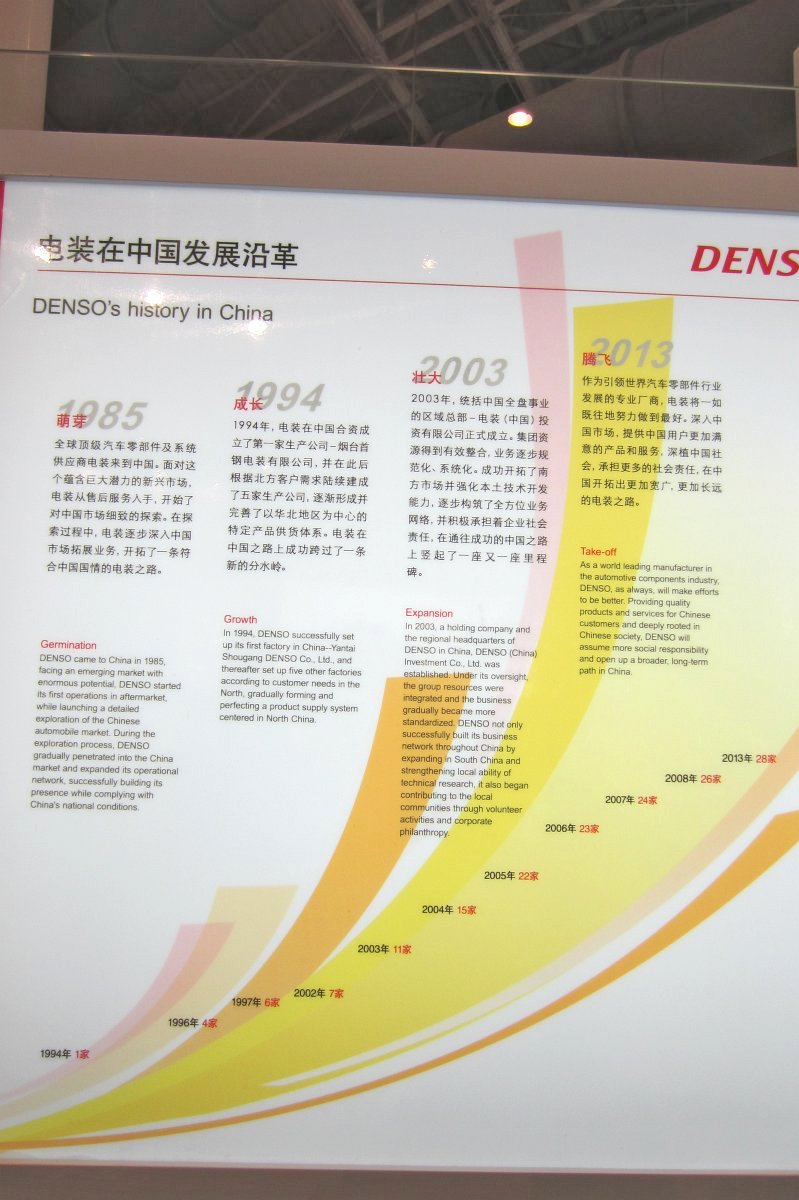 电装在中国发展沿革
DENS
DENSO's history in China
1985
萌芽
全球顶级汽车零部件及系统
供应商电装来到中国。面对这
个蕴含巨大潜力的新兴市场，
电装从售后服务入手，开始了
对中国市场细致的探索。在探
索过程中，电装逐步深入中国
市场拓展业务，开拓了一条符
合中国国情的电装之路。
Germination
DENSO came to China in 1985,
facing an emerging market with
enormous potential, DENSO started
its first operations in aftermarket,
while launching a detailed
exploration of the Chinese
automobile market. During the
exploration process, DENSO
gradually penetrated into the China
market and expanded its operational
network, successfully building its
presence while complying with
China's national conditions.
1994
成长
1994年，电装在中国合资成
立了第一家生产公司-烟台首
钢电装有限公司，并在此后
根据北方客户需求陆续建成
了五家生产公司，逐渐形成并
完善了以华北地区为中心的
特定产品供货体系。电装在
中国之路上成功跨过了一条
新的分水岭。
Growth
In 1994, DENSO successfully set
up its first factory in China--Yantai
Shougang DENSO Co., Ltd., and
thereafter set up five other factories
according to customer needs in the
North, gradually forming and
perfecting a product supply system
centered in North China.
2003
壮大
2003年，统括中国全盘事业
的区域总部-电装（中国）投
资有限公司正式成立。集团资
源得到有效整合，业务逐步规
范化、系统化。成功开拓了南
方市场并强化本土技术开发
能力，逐步构筑了全方位业务
网络，并积极承担着企业社会
责任，在通往成功的中国之路
上竖起了一座又一座里程
碑。
Expansion
In 2003, a holding company and
the regional headquarters of
DENSO in China, DENSO (China)
Investment Co., Ltd. was
established. Under its oversight,
the group resources were
integrated and the business
gradually became more
standardized. DENSO not only
successfully built its business
network throughout China by
expanding in South China and
strengthening local ability of
technical research, it also began
contributing to the local
communities through volunteer
activities and corporate
philanthropy.
2013
腾飞
作为引领世界汽车零部件行业
发展的专业厂商，电装将一如
既往地努力做到最好。深入中
国市场，提供中国用户更加满
意的产品和服务，深植中国社
会，承担更多的社会责任，在中
国开拓出更加宽广，更加长远
的电装之路。
Take-off
As a world leading manufacturer in
the automotive components industry,
DENSO, as always, will make efforts
to be better. Providing quality
products and services for Chinese
customers and deeply rooted in
Chinese society, DENSO will
assume more social responsibility
and open up a broader, long-term
path in China.
2013年 28家
2008年 26家
2007年 24家
2006年 23家
2005年 22家
2004年 15家
2003年 11家
2002年 7家
1997年 6家
1996年 4家
1994年 1家